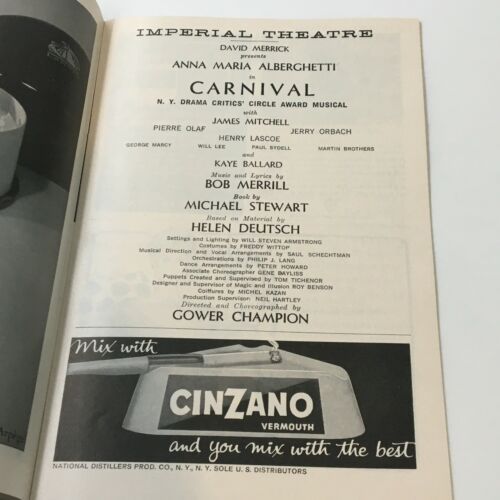 IMPERIAL THEATRE
DAVID MERRICK
presents
ANNA MARIA ALBERGHETTI
in
CARNIVAL
N. Y. DRAMA CRITICS' CIRCLE AWARD MUSICAL
with
JAMES MITCHELL
PIERRE OLAF JERRY ORBACH
HENRY LASCOE
GEORGE MARCY WILL LEE PAUL SYDELL MARTIN BROTHERS
and
KAYE BALLARD
Music and Lyrics by
BOB MERRILL
Book by
MICHAEL STEWART
Based on Material by
HELEN DEUTSCH
Settings and Lighting by WILL STEVEN ARMSTRONG
Costumes by FREDDY WITTOP
Musical Direction and Vocal Arrangements by SAUL SCHECHTMAN
Orchestrations by PHILIP J. LANG
Dance Arrangements by PETER HOWARD
Associate Choreographer GENE BAYLISS
Puppets Created and Supervised by TOM TICHENOR
Designer and Supervisor of Magic and Illusion ROY BENSON
Coiffures by MICHEL KAZAN
Production Supervisor: NEIL HARTLEY
Directed and Choreographed by
GOWER CHAMPION
Mix with
CINZANO
VERMOUTH
and you mix with the best
NATIONAL DISTILLERS PROD. CO., N. Y., N. Y. SOLE U. S. DISTRIBUTORS